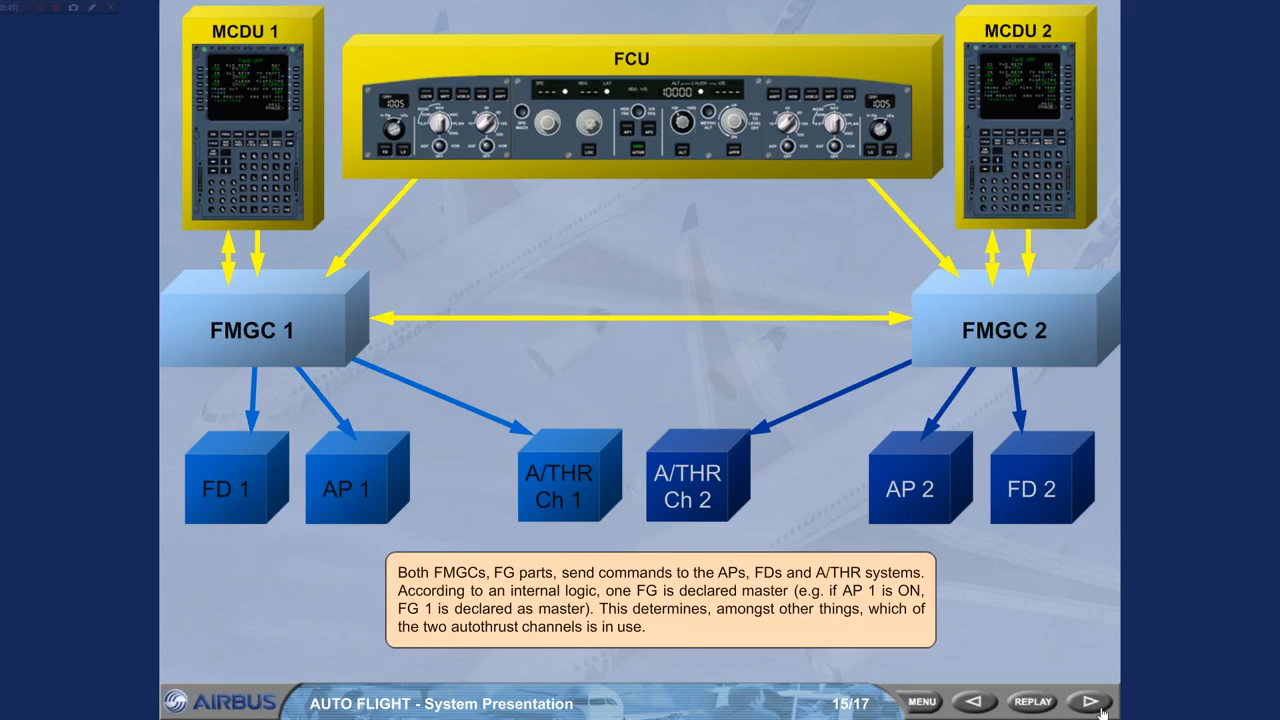 MCDU 1
FCU
MCDU 2
1005
10000
1005
FMGC 1
FMGC 2
FD 1
AP 1
A/THR
Ch 1
A/THR
Ch 2
AP 2
FD 2
Both FMGCs, FG parts, send commands to the APs, FDs and A/THR systems.
According to an internal logic, one FG is declared master (e.g. if AP 1 is ON,
FG 1 is declared as master). This determines, amongst other things, which of
the two autothrust channels is in use.
AIRBUS
AUTO FLIGHT - System Presentation
15/17
MENU
REPLAY